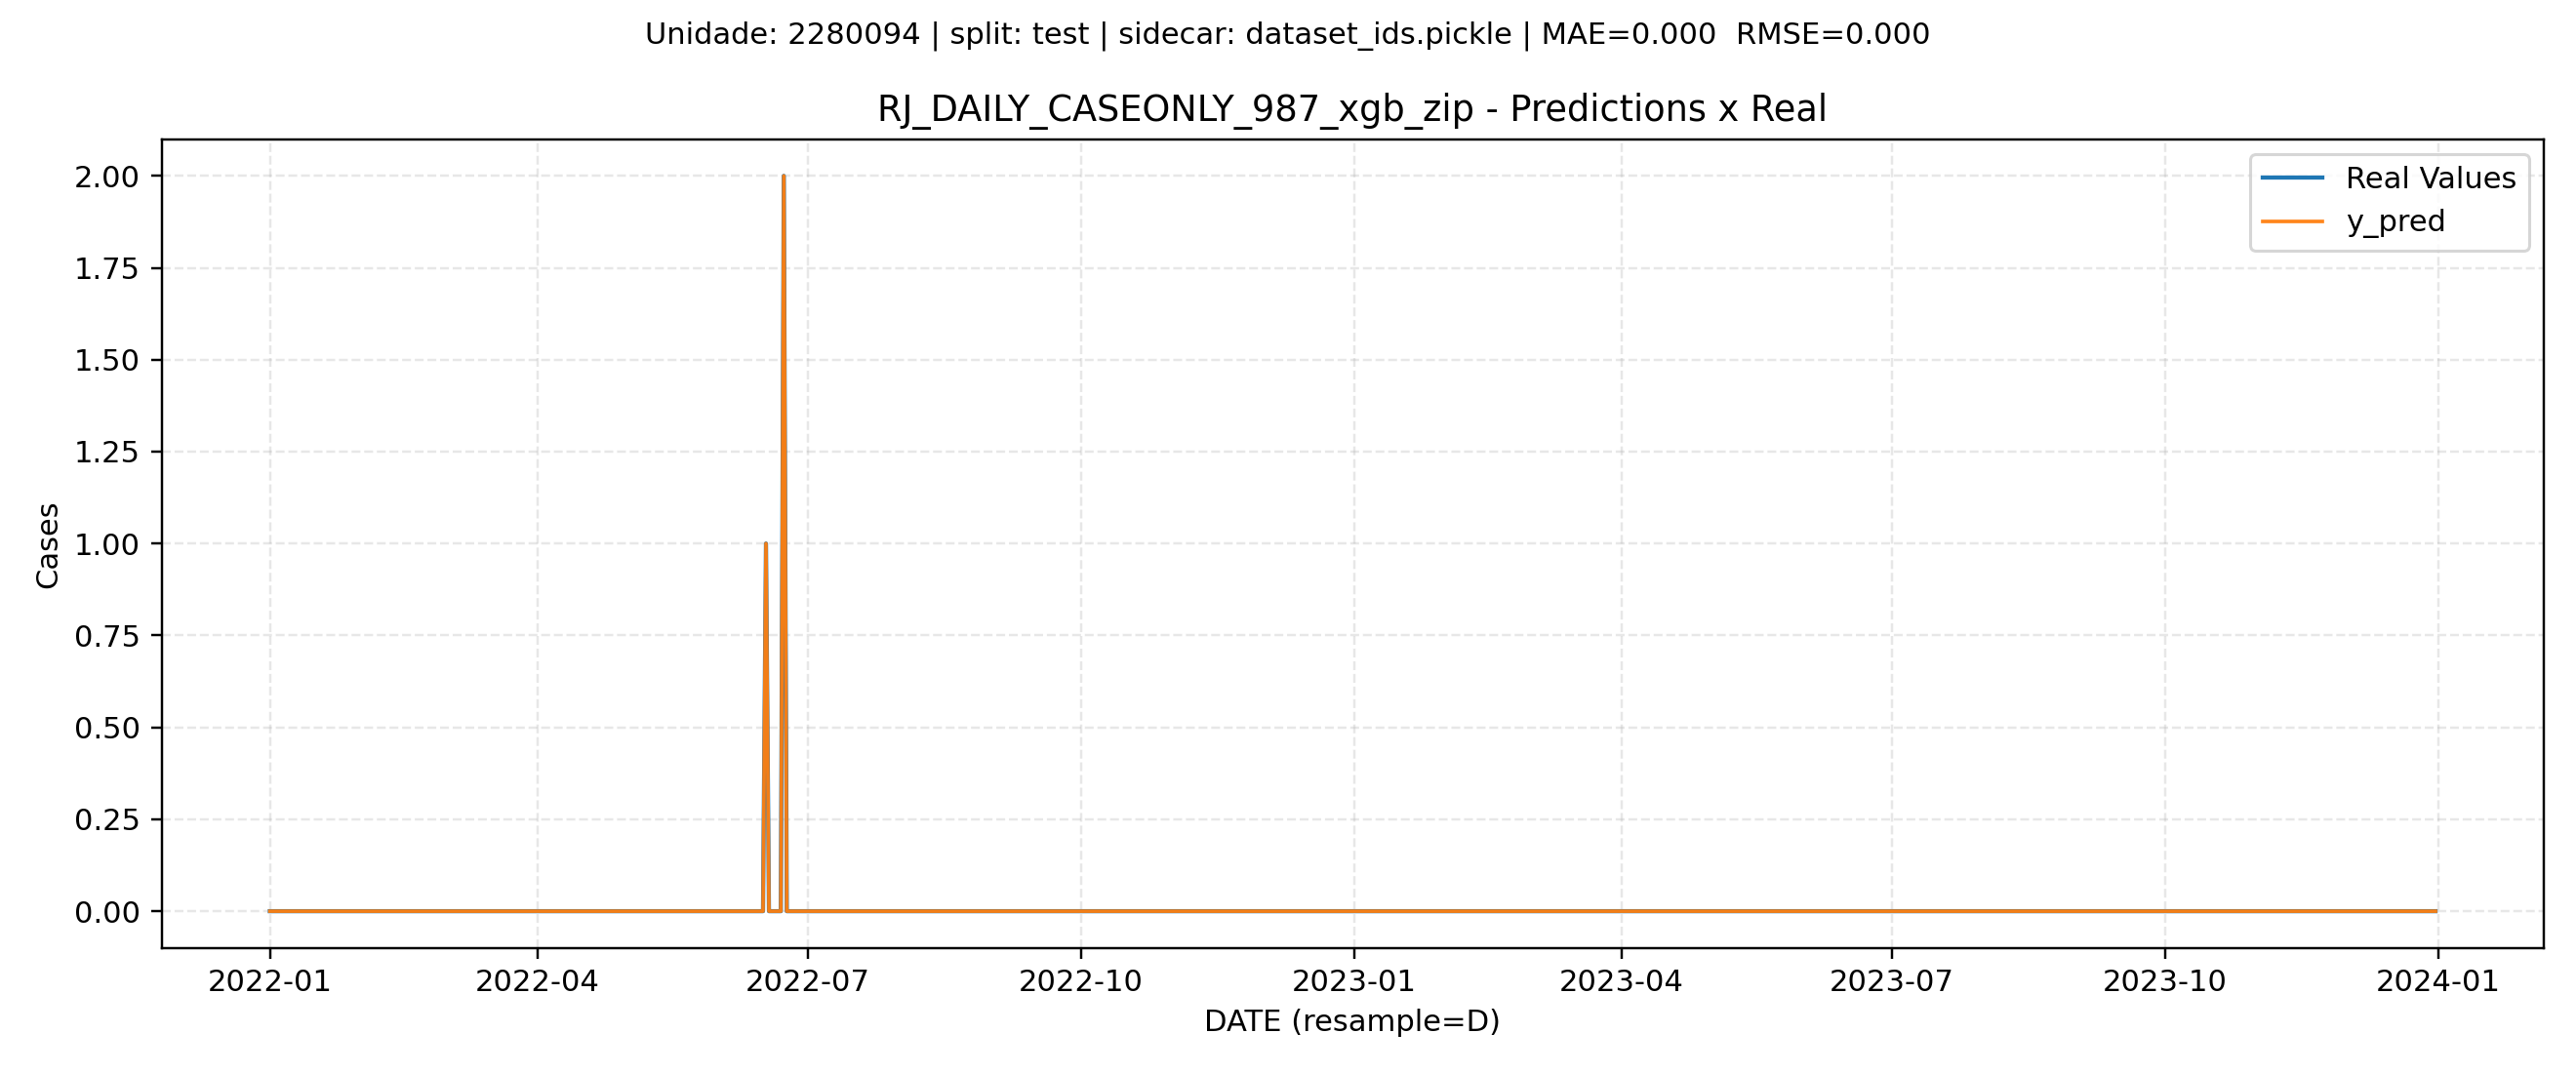 Unidade: 2280094 | split: test | sidecar: dataset_ids.pickle | MAE=0.000  RMSE=0.000
RJ_DAILY_CASEONLY_987_xgb_zip - Predictions x Real
Real Values
y_pred
Cases
2.00
1.75
1.50
1.25
1.00
0.75
0.50
0.25
0.00
2022-01 2022-04 2022-07 2022-10 2023-01 2023-04 2023-07 2023-10 2024-01
DATE (resample=D)